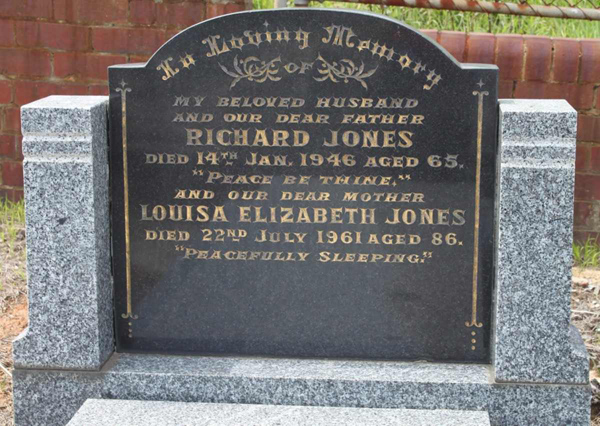 In Loving Memory
OF
MY BELOVED HUSBAND
AND OUR DEAR FATHER
RICHARD JONES
DIED 14TH JAN. 1946 AGED 65.
"PEACE BE THINE."
AND OUR DEAR MOTHER
LOUISA ELIZABETH JONES
DIED 22ND JULY 1961 AGED 86.
"PEACEFULLY SLEEPING."